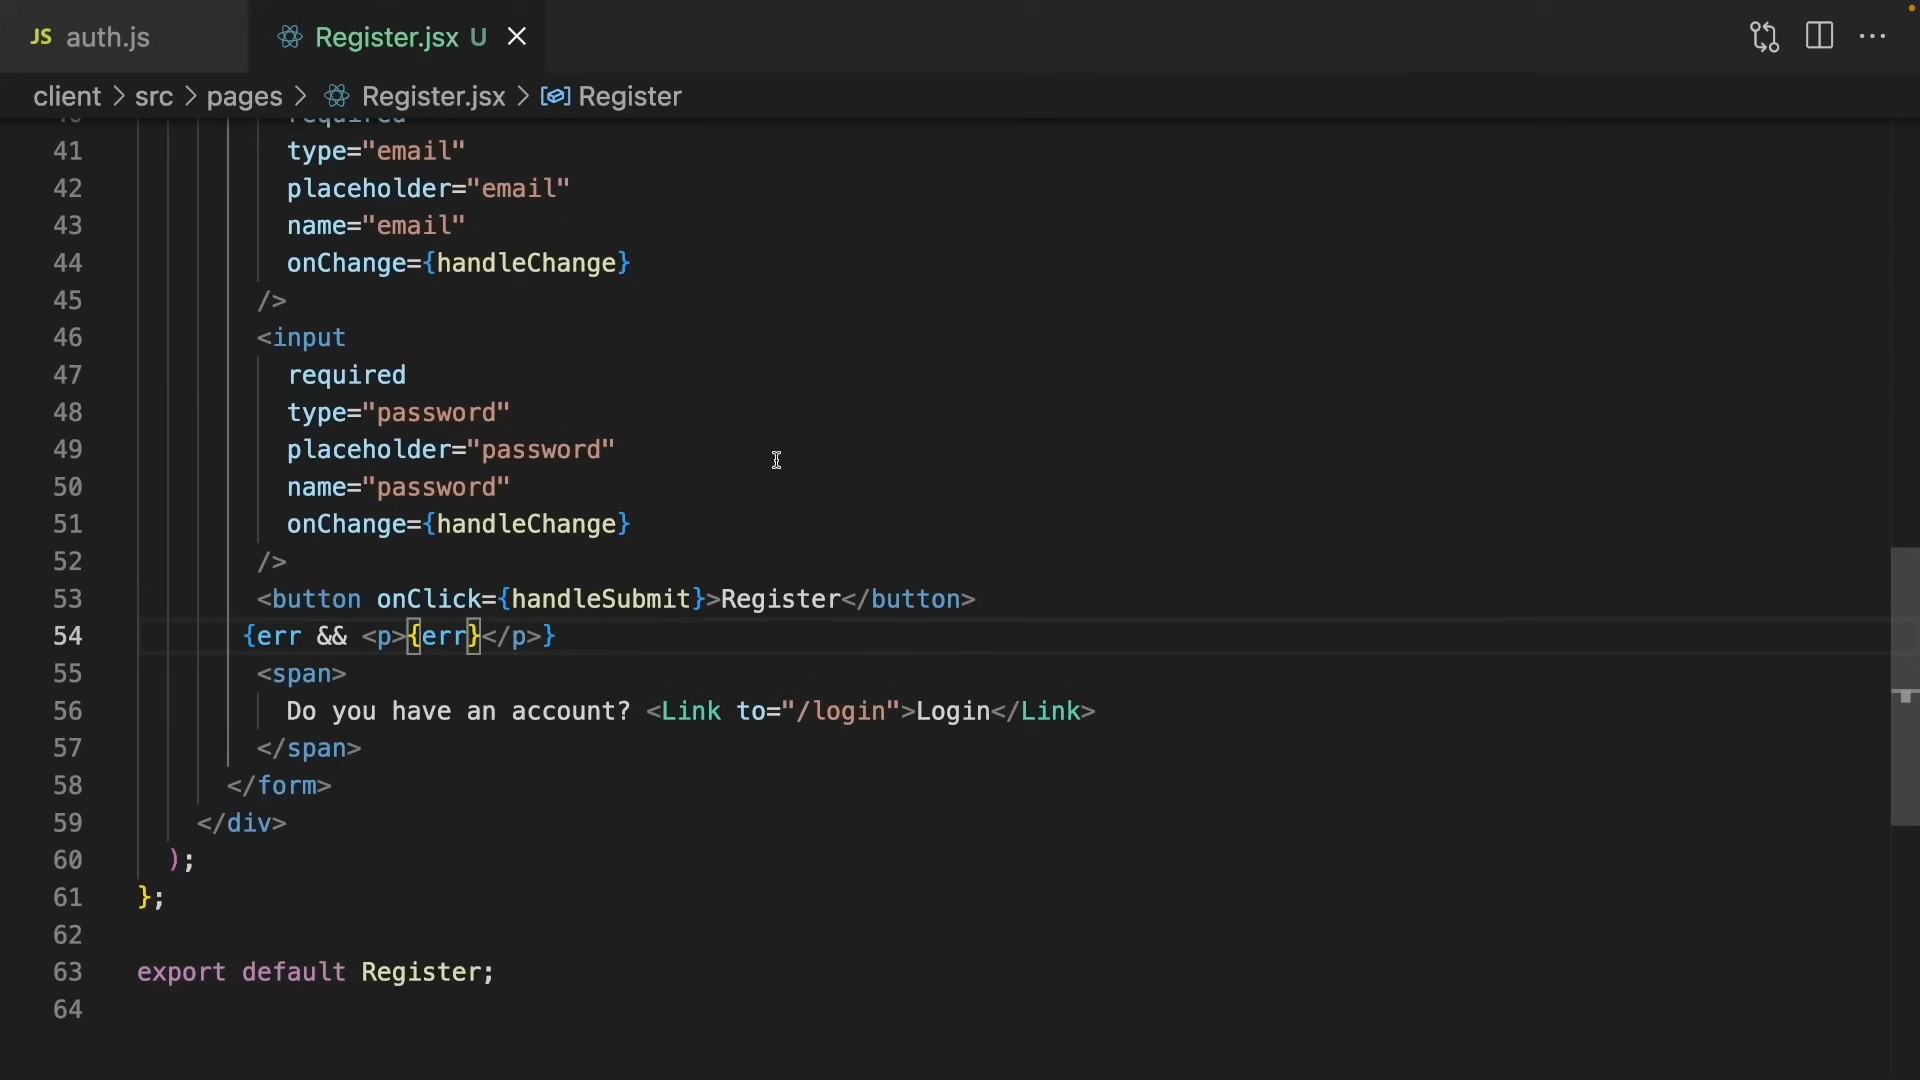 JS auth.js
Register.jsx U
client > src > pages > Register.jsx > Register
40 required
41 type="email"
42 placeholder="email"
43 name="email"
44 onChange={handleChange}
45 />
46 <input
47 required
48 type="password"
49 placeholder="password"
50 name="password"
51 onChange={handleChange}
52 />
53 <button onClick={handleSubmit}>Register</button>
54 {err && <p>{err}</p>}
55 <span>
56 Do you have an account? <Link to="/login">Login</Link>
57 </span>
58 </form>
59 </div>
60 );
61 };
62
63 export default Register;
64